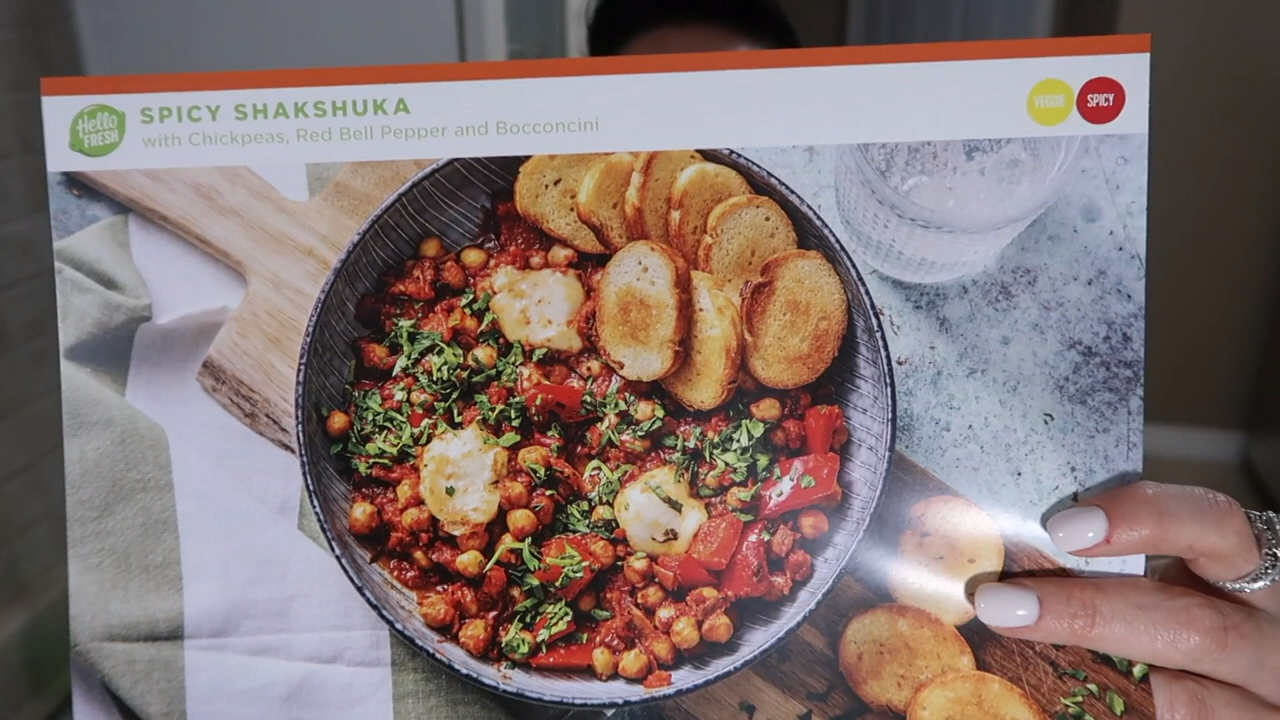 Hello
FRESH
SPICY SHAKSHUKA
with Chickpeas, Red Bell Pepper and Bocconcini
VEGGIE
SPICY